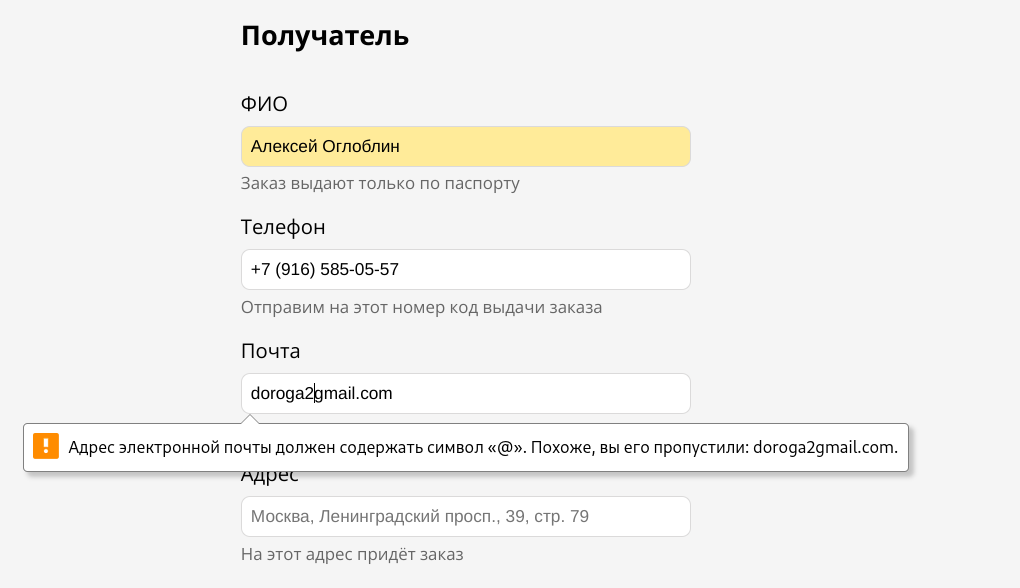 Получатель
ФИО
Алексей Оглоблин
Заказ выдают только по паспорту
Телефон
+7 (916) 585-05-57
Отправим на этот номер код выдачи заказа
Почта
doroga2gmail.com
Адрес электронной почты должен содержать символ «@». Похоже, вы его пропустили: doroga2gmail.com.
Адрес
Москва, Ленинградский просп., 39, стр. 79
На этот адрес придёт заказ